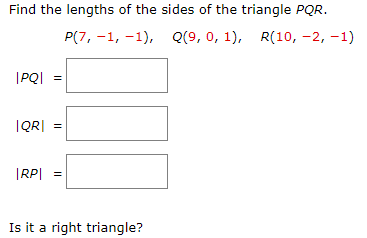 Find the lengths of the sides of the triangle PQR.
P(7, −1, −1), Q(9, 0, 1), R(10, −2, −1)
|PQ| =
|QR| =
|RP| =
Is it a right triangle?